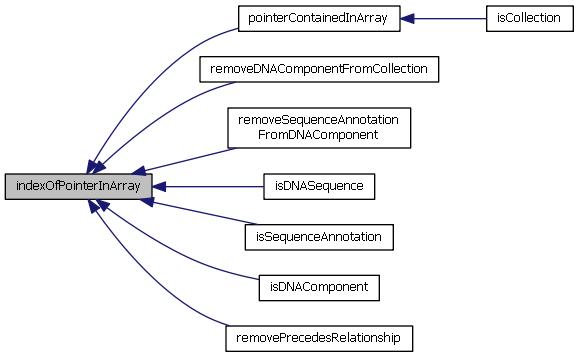 pointerContainedInArray
isCollection
removeDNAComponentFromCollection
removeSequenceAnnotation
FromDNAComponent
indexOfPointerInArray
isDNASequence
isSequenceAnnotation
isDNAComponent
removePrecedesRelationship